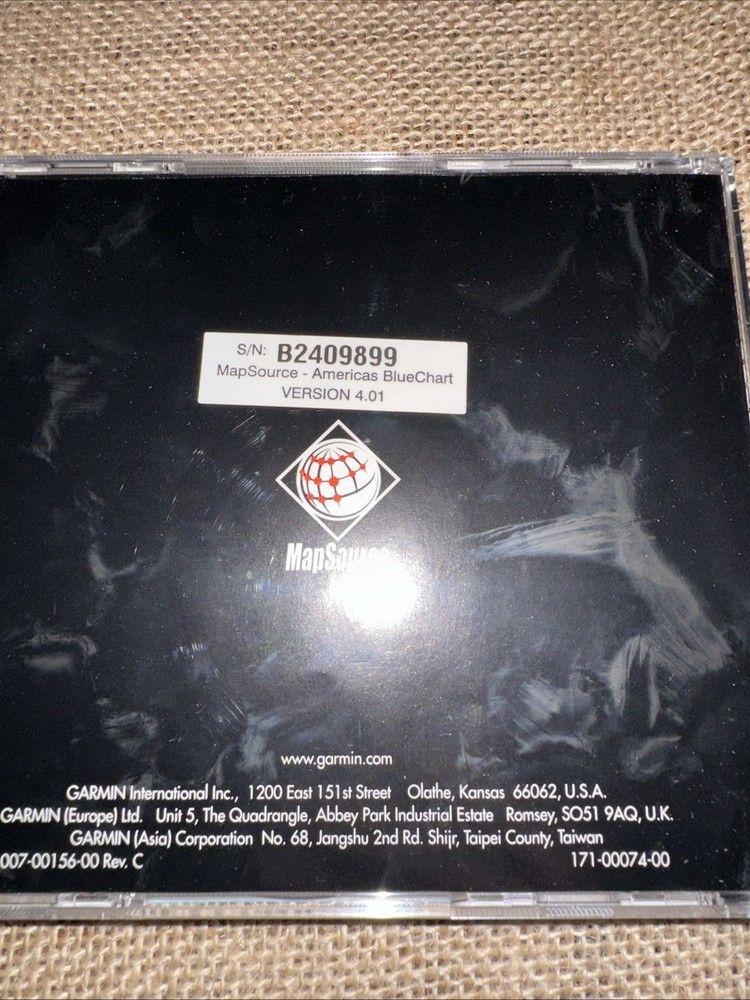 S/N: B2409899
MapSource - Americas BlueChart
VERSION 4.01
MapSource
www.garmin.com
GARMIN International Inc., 1200 East 151st Street Olathe, Kansas 66062, U.S.A.
GARMIN (Europe) Ltd. Unit 5, The Quadrangle, Abbey Park Industrial Estate Romsey, SO51 9AQ, U.K.
GARMIN (Asia) Corporation No. 68, Jangshu 2nd Rd. Shijr, Taipei County, Taiwan
007-00156-00 Rev. C 171-00074-00